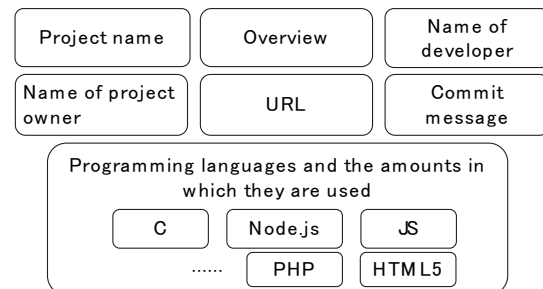 Project name
Overview
Name of
developer
Name of project
owner
URL
Commit
message
Programming languages and the amounts in
which they are used
C
Node.js
JS
......
PHP
HTML5